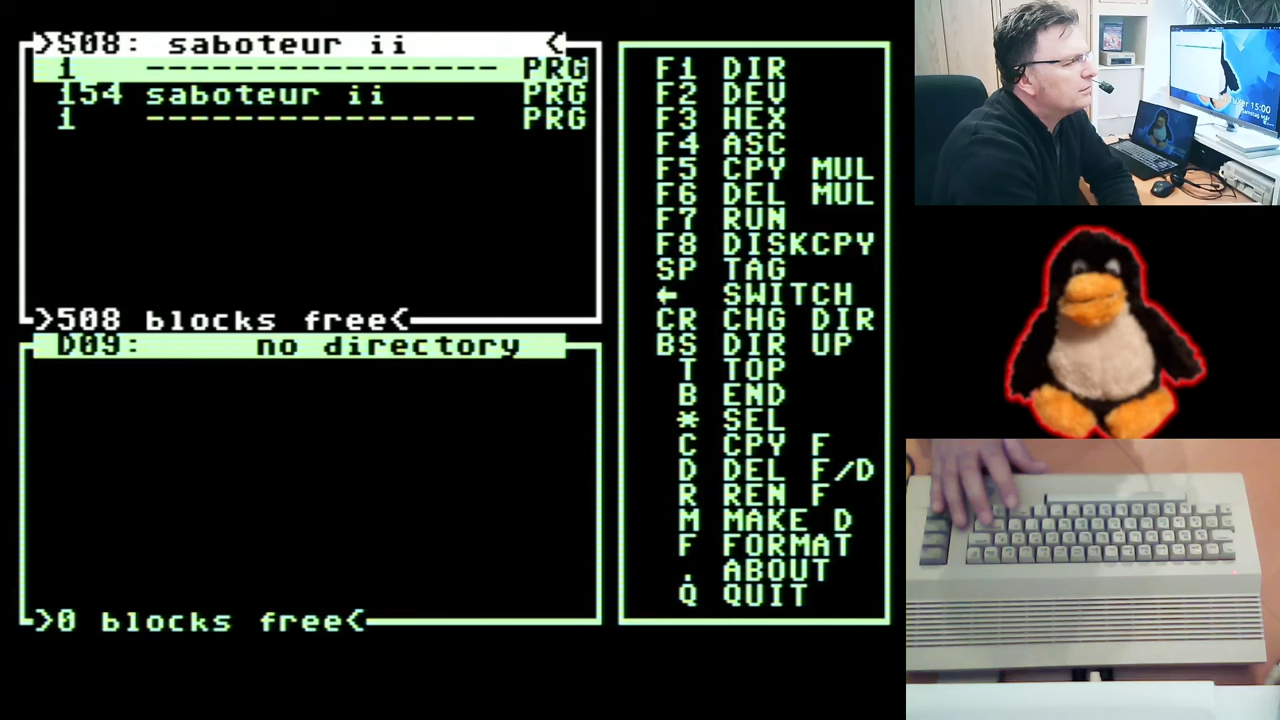 >S08: saboteur ii <
1 ---------------- PRG
154 saboteur ii PRG
1 --------------- PRG
>508 blocks free<
D09: no directory
>0 blocks free<
F1 DIR
F2 DEV
F3 HEX
F4 ASC
F5 CPY MUL
F6 DEL MUL
F7 RUN
F8 DISKCPY
SP TAG
← SWITCH
CR CHG DIR
BS DIR UP
T TOP
B END
* SEL
C CPY F
D DEL F/D
R REN F
M MAKE D
F FORMAT
. ABOUT
Q QUIT
15:00